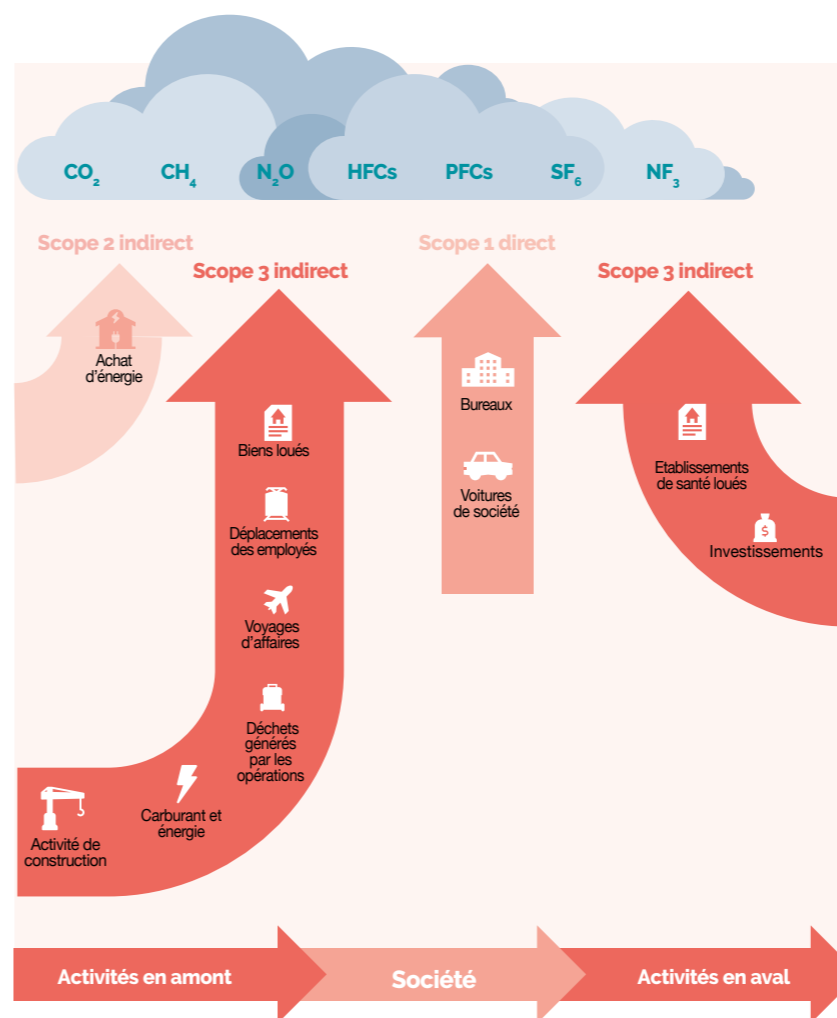 CO₂ CH₄ N₂O HFCs PFCs SF₆ NF₃
Scope 2 indirect
Scope 3 indirect
Scope 1 direct
Scope 3 indirect
Achat
d’énergie
Biens loués
Déplacements
des employés
Voyages
d’affaires
Déchets
générés
par les
opérations
Carburant et
énergie
Activité de
construction
Bureaux
Voitures
de société
Etablissements
de santé loués
$
Investissements
Activités en amont
Société
Activités en aval